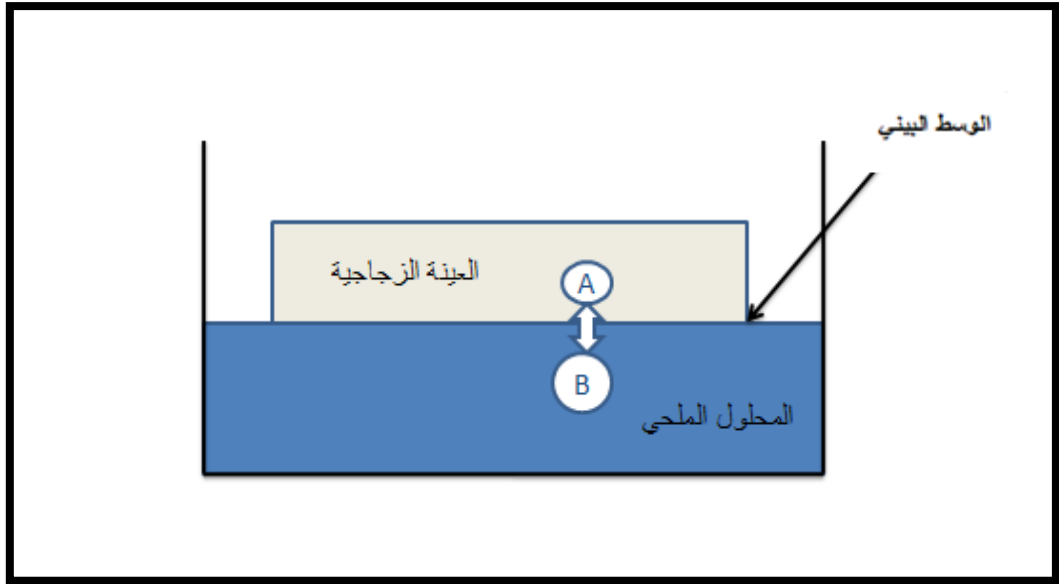 الوسط البيني
العينة الزجاجية
A
B
المحلول الملحي